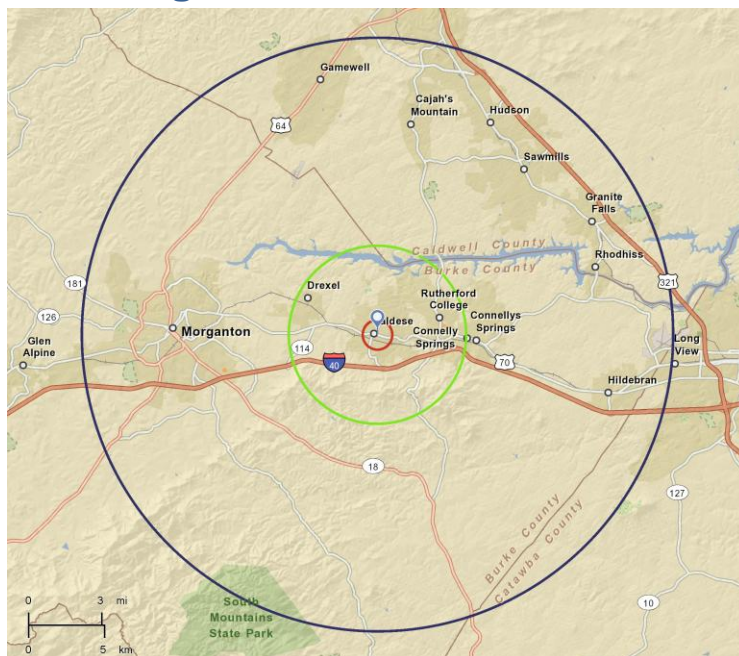 Gamewell
Cajah's
Mountain
Hudson
64
Sawmills
Granite
Falls
Caldwell County
Burke County
Rhodhiss
181
321
Drexel
126
Rutherford
College
Connellys
Springs
Morganton
aldese
Connelly
Springs
Glen
Alpine
114
40
70
Long
View
Hildebran
18
127
Burke County
Catawba County
10
0 3 mi
South
Mountains
State Park
0 5 km